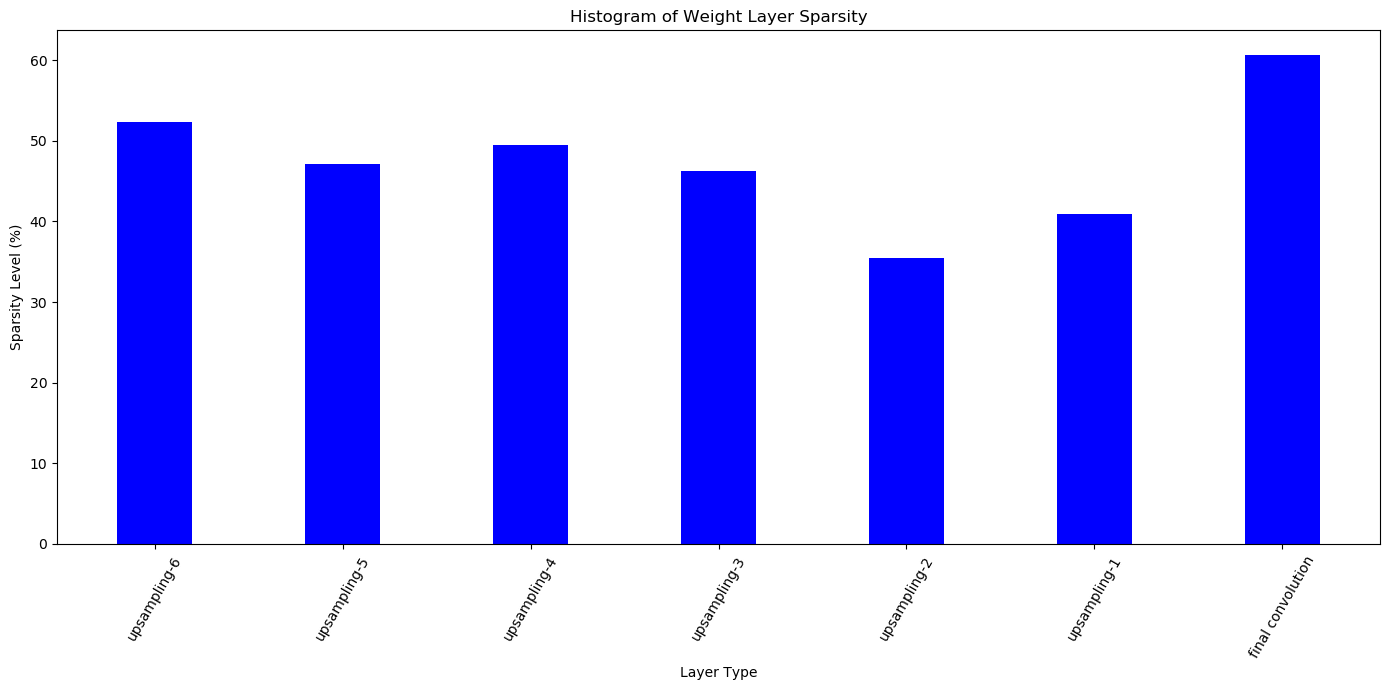 Histogram of Weight Layer Sparsity
Sparsity Level (%)
60
50
40
30
20
10
0
upsampling-6
upsampling-5
upsampling-4
upsampling-3
upsampling-2
upsampling-1
final convolution
Layer Type